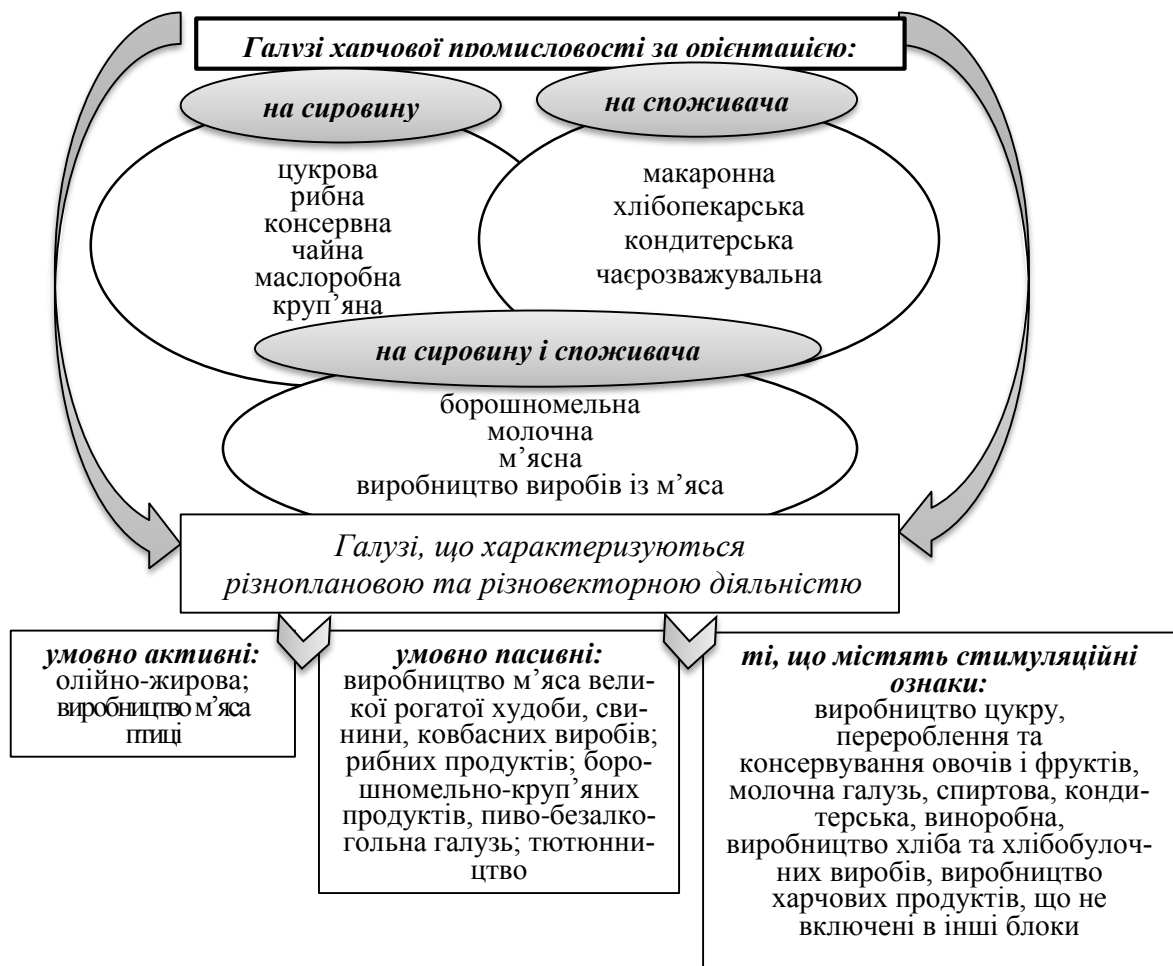 Галузі харчової промисловості за орієнтацією:
на сировину
на споживача
цукрова
рибна
консервна
чайна
маслоробна
круп’яна
макаронна
хлібопекарська
кондитерська
чаєрозважувальна
на сировину і споживача
борошномельна
молочна
м’ясна
виробництво виробів із м’яса
Галузі, що характеризуються
різноплановою та різновекторною діяльністю
умовно активні:
олійно-жирова;
виробництво м’яса
птиці
умовно пасивні:
виробництво м’яса вели-
кої рогатої худоби, сви-
нини, ковбасних виробів;
рибних продуктів; боро-
шномельно-круп’яних
продуктів, пиво-безалко-
гольна галузь; тютюнни-
цтво
ті, що містять стимуляційні
ознаки:
виробництво цукру,
перероблення та
консервування овочів і фруктів,
молочна галузь, спиртова, конди-
терська, виноробна,
виробництво хліба та хлібобулоч-
них виробів, виробництво
харчових продуктів, що не
включені в інші блоки